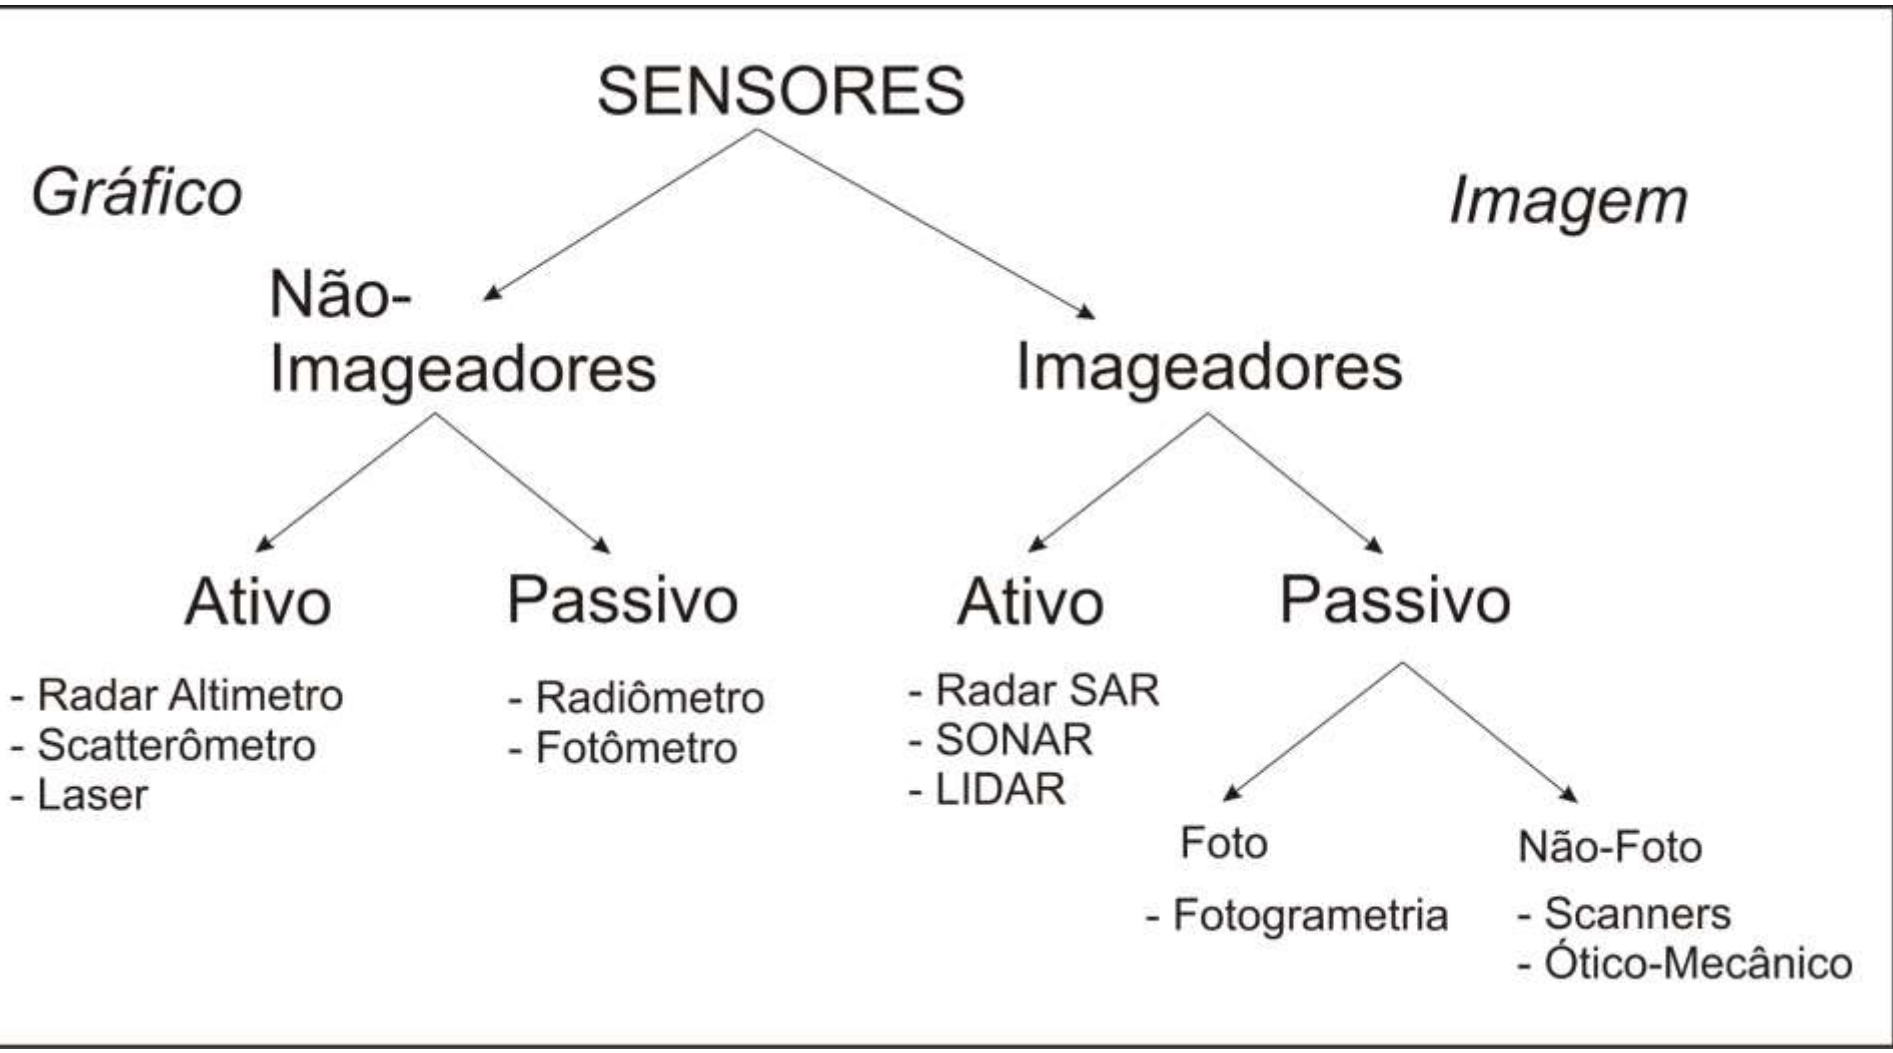 SENSORES
Gráfico
Imagem
Não-
Imageadores
Imageadores
Ativo
Passivo
Ativo
Passivo
- Radar Altimetro
- Scatterômetro
- Laser
- Radiômetro
- Fotômetro
- Radar SAR
- SONAR
- LIDAR
Foto
Não-Foto
- Fotogrametria
- Scanners
- Ótico-Mecânico